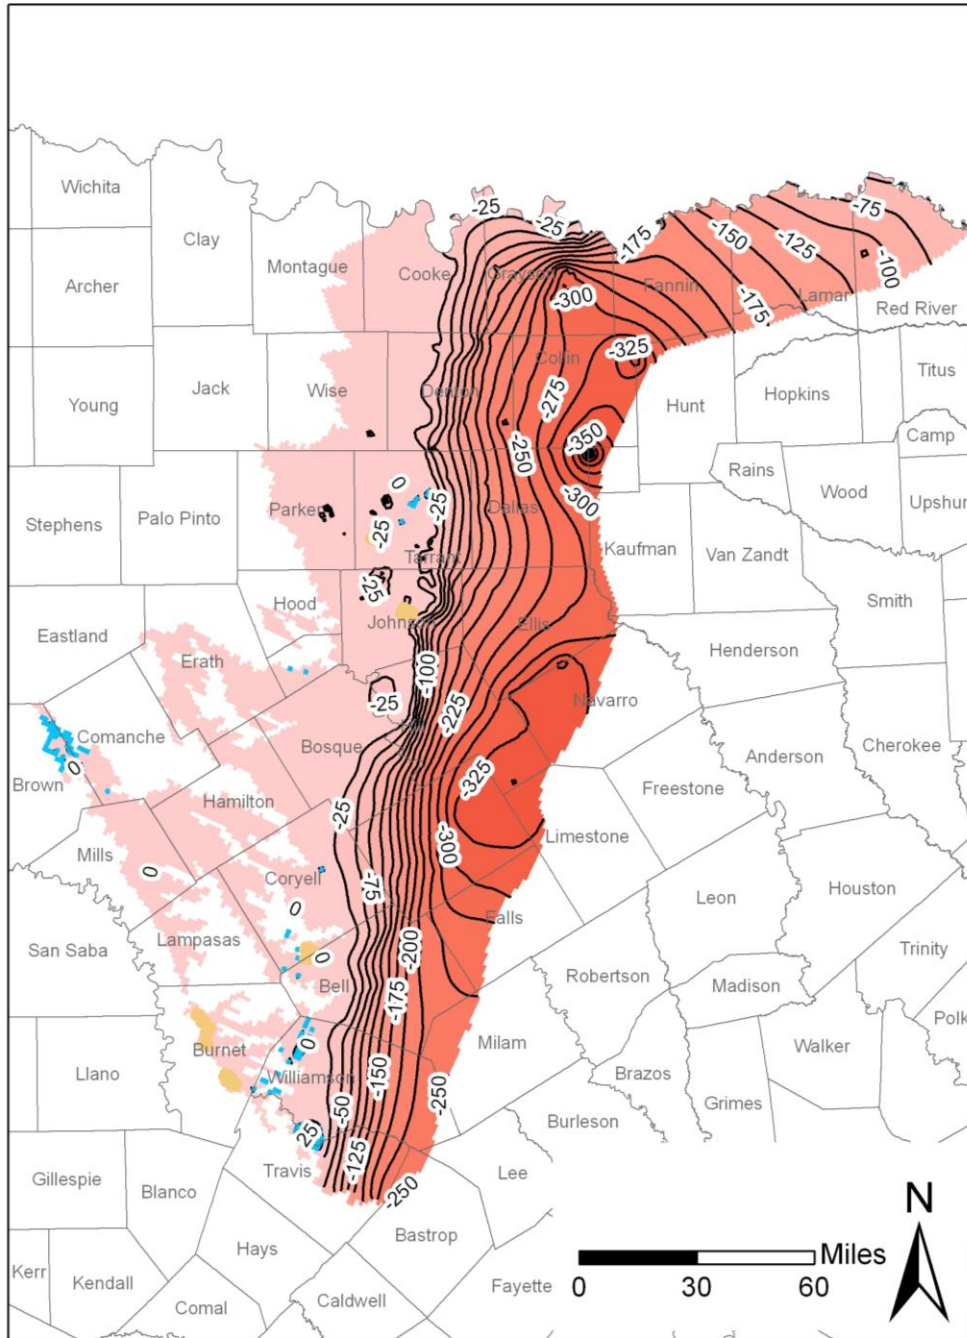 Wichita
-75
-25
Clay
-25
-175
-150
Montague
Cooke
Grayson
-125
-100
Archer
Fannin
-300
Lamar
-175
Red River
-325
Collin
Titus
Jack
Wise
Denton
-275
Hunt
Hopkins
Young
-350
Camp
-250
Rains
0
Wood
Upshur
-25
-300
Parker
Dallas
Stephens
Palo Pinto
-25
Tarrant
Kaufman
Van Zandt
-25
Smith
Hood
Johnson
Ellis
Eastland
Henderson
Erath
-100
-25
Navarro
-225
Comanche
Bosque
Anderson
Cherokee
0
Brown
-325
Freestone
Hamilton
-25
Limestone
-300
Mills
0
Coryell
-75
Houston
Leon
0
Falls
San Saba
Lampasas
-200
Trinity
0
Robertson
Bell
Madison
-175
Polk
0
Milam
Walker
Burnet
-150
Llano
Williamson
Brazos
-250
-50
Grimes
Burleson
25
-125
Travis
Lee
Gillespie
-250
Blanco
N
Bastrop
Hays
Miles
Kerr
Kendall
Fayette
0
30
60
Caldwell
Comal